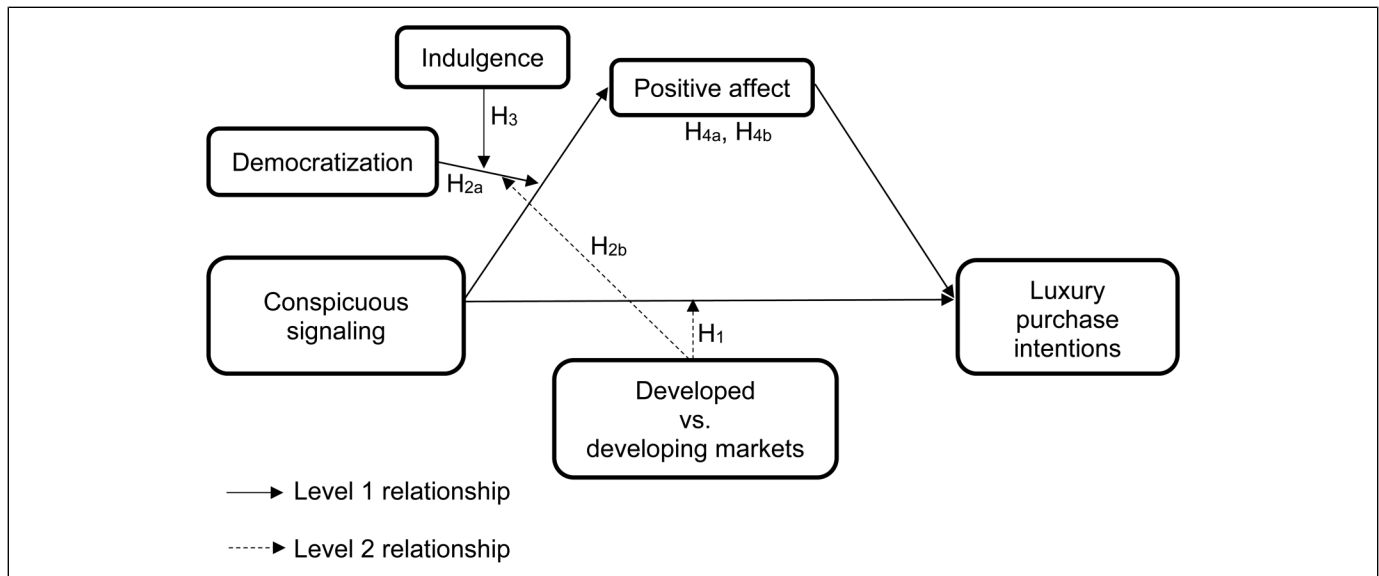 Indulgence
Positive affect
H3
H4a, H4b
Democratization
H2a
H2b
Conspicuous
signaling
Luxury
purchase
intentions
H1
Developed
vs.
developing markets
Level 1 relationship
Level 2 relationship